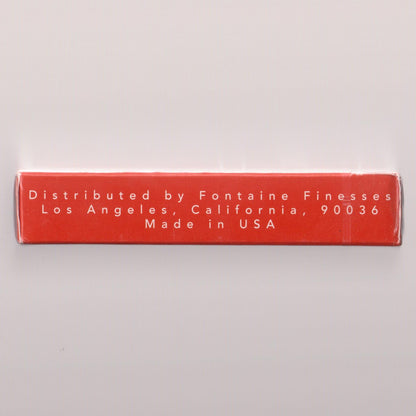 Distributed by Fontaine Finesses
Los Angeles, California, 90036
Made in USA